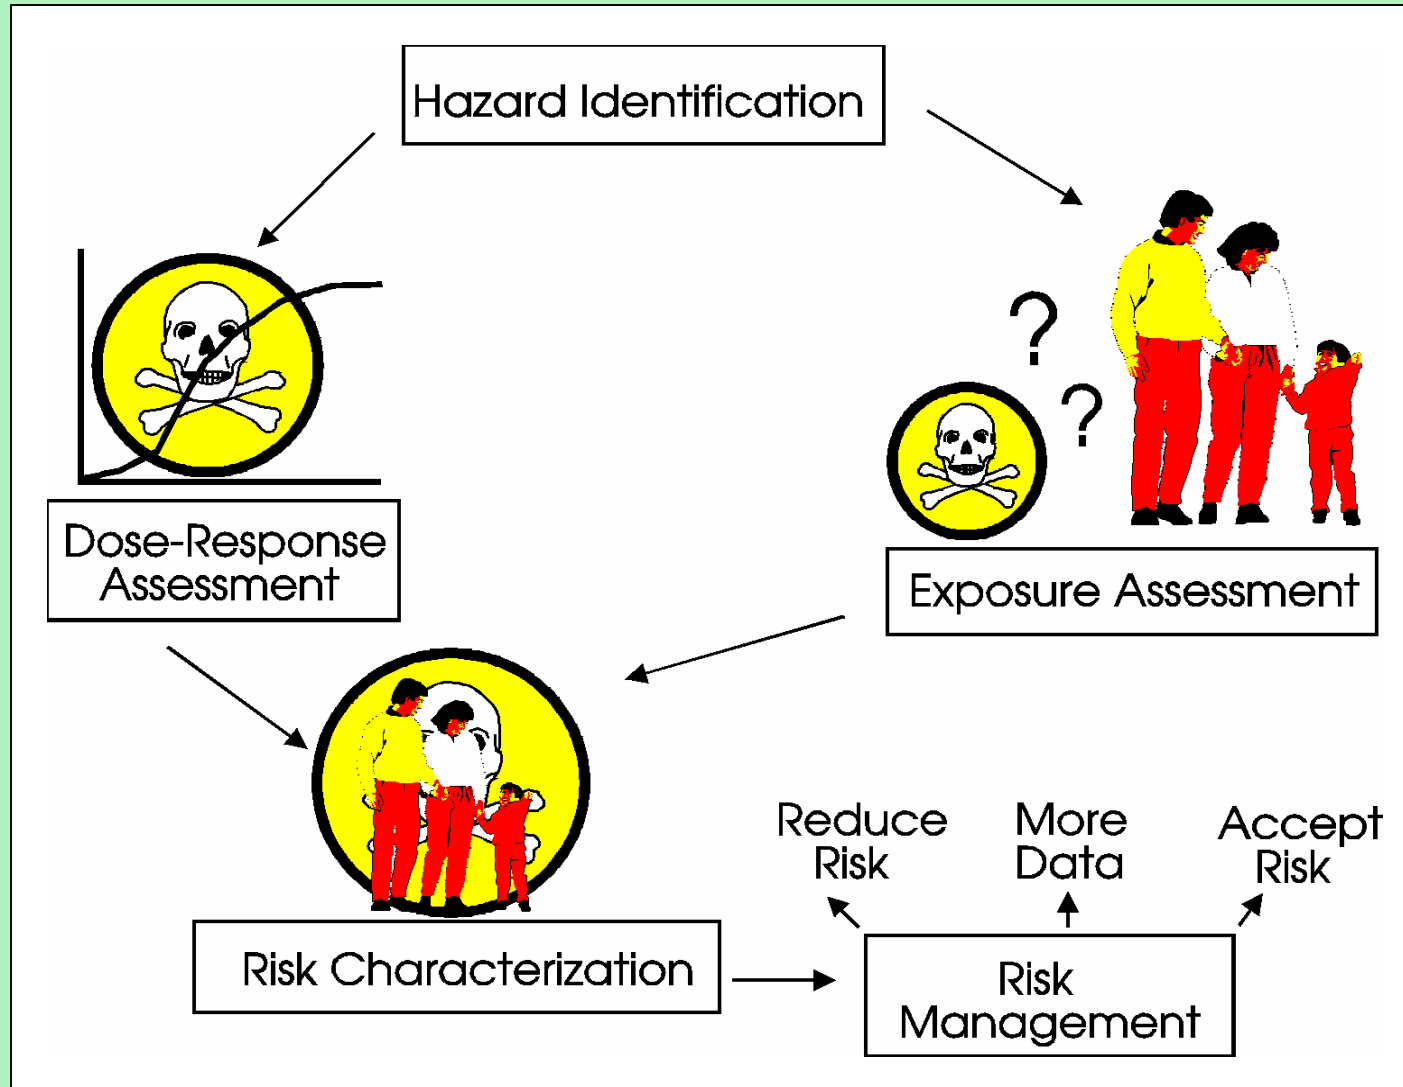 Hazard Identification
?
?
Dose-Response
Assessment
Exposure Assessment
Reduce
Risk
More
Data
Accept
Risk
Risk Characterization
Risk
Management